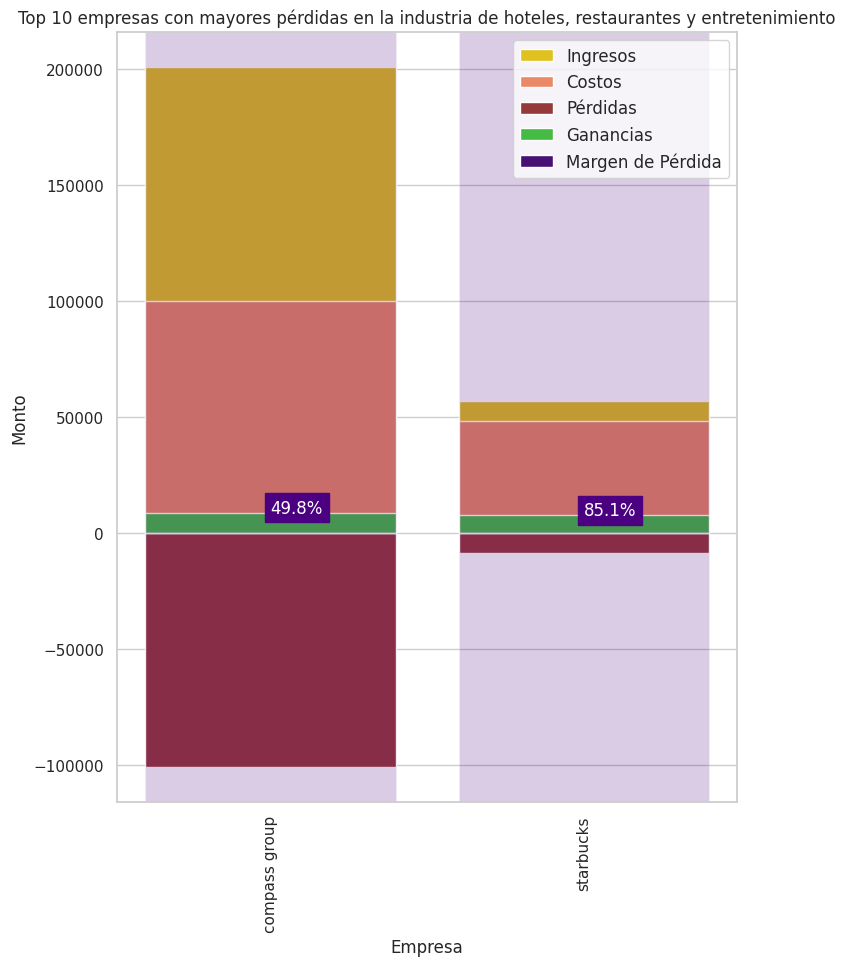 Top 10 empresas con mayores pérdidas en la industria de hoteles, restaurantes y entretenimiento
Ingresos
Costos
Pérdidas
Ganancias
Margen de Pérdida
200000
150000
100000
50000
0
−50000
−100000
Monto
49.8%
85.1%
compass group
starbucks
Empresa